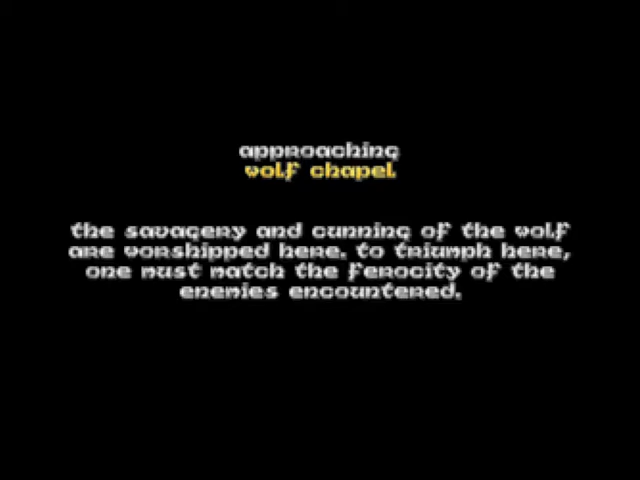 approaching
wolf chapel
the savagery and cunning of the wolf
are worshipped here. to triumph here,
one must match the ferocity of the
enemies encountered.